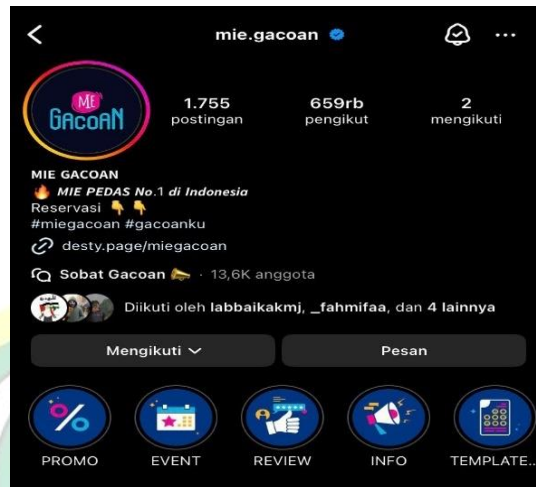 mie.gacoan
MIE
GACOAN
1.755
postingan
659rb
pengikut
2
mengikuti
MIE GACOAN
🔥 MIE PEDAS No.1 di Indonesia
Reservasi 👇 👇
#miegacoan #gacoanku
desty.page/miegacoan
Sobat Gacoan 📣 · 13,6K anggota
Diikuti oleh labbaikakmj, _fahmifaa, dan 4 lainnya
Mengikuti
Pesan
PROMO
EVENT
REVIEW
INFO
TEMPLATE..